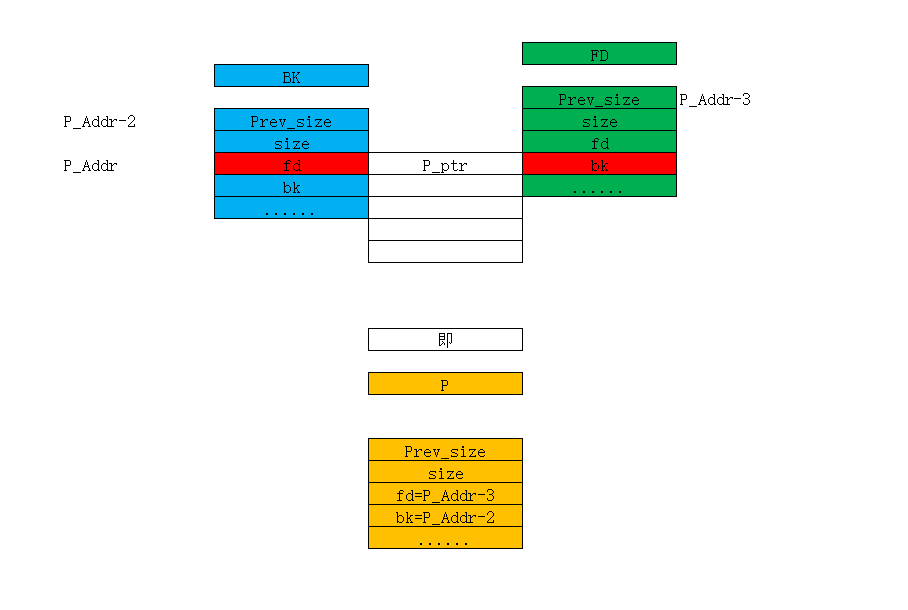 FD
BK
Prev_size P_Addr-3
P_Addr-2 Prev_size size
size fd
P_Addr fd P_ptr bk
bk ......
......
即
P
Prev_size
size
fd=P_Addr-3
bk=P_Addr-2
......